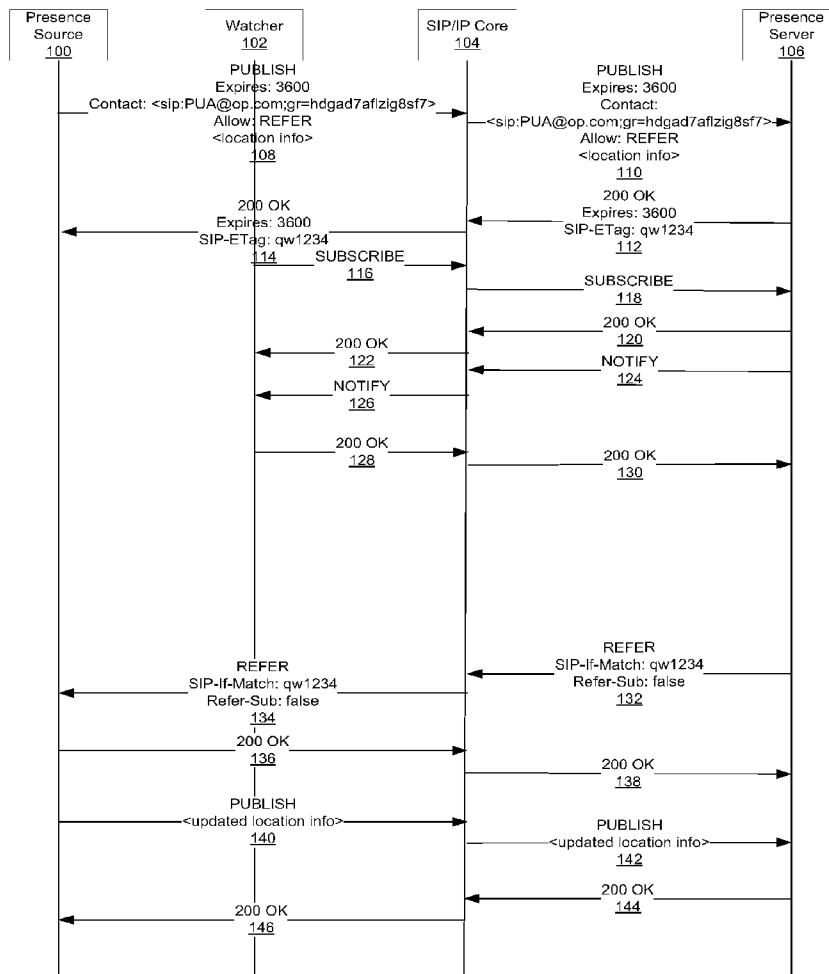 Presence
Source
100
Watcher
102
SIP/IP Core
104
Presence
Server
106
PUBLISH
Expires: 3600
Contact: <sip:PUA@op.com;gr=hdgad7aflzig8sf7>
Allow: REFER
<location info>
108
PUBLISH
Expires: 3600
Contact:
<sip:PUA@op.com;gr=hdgad7aflzig8sf7>
Allow: REFER
<location info>
110
200 OK
Expires: 3600
SIP-ETag: qw1234
112
200 OK
Expires: 3600
SIP-ETag: qw1234
114
SUBSCRIBE
116
SUBSCRIBE
118
200 OK
120
200 OK
122
NOTIFY
124
NOTIFY
126
200 OK
128
200 OK
130
REFER
SIP-If-Match: qw1234
Refer-Sub: false
132
REFER
SIP-If-Match: qw1234
Refer-Sub: false
134
200 OK
136
200 OK
138
PUBLISH
<updated location info>
140
PUBLISH
<updated location info>
142
200 OK
144
200 OK
146